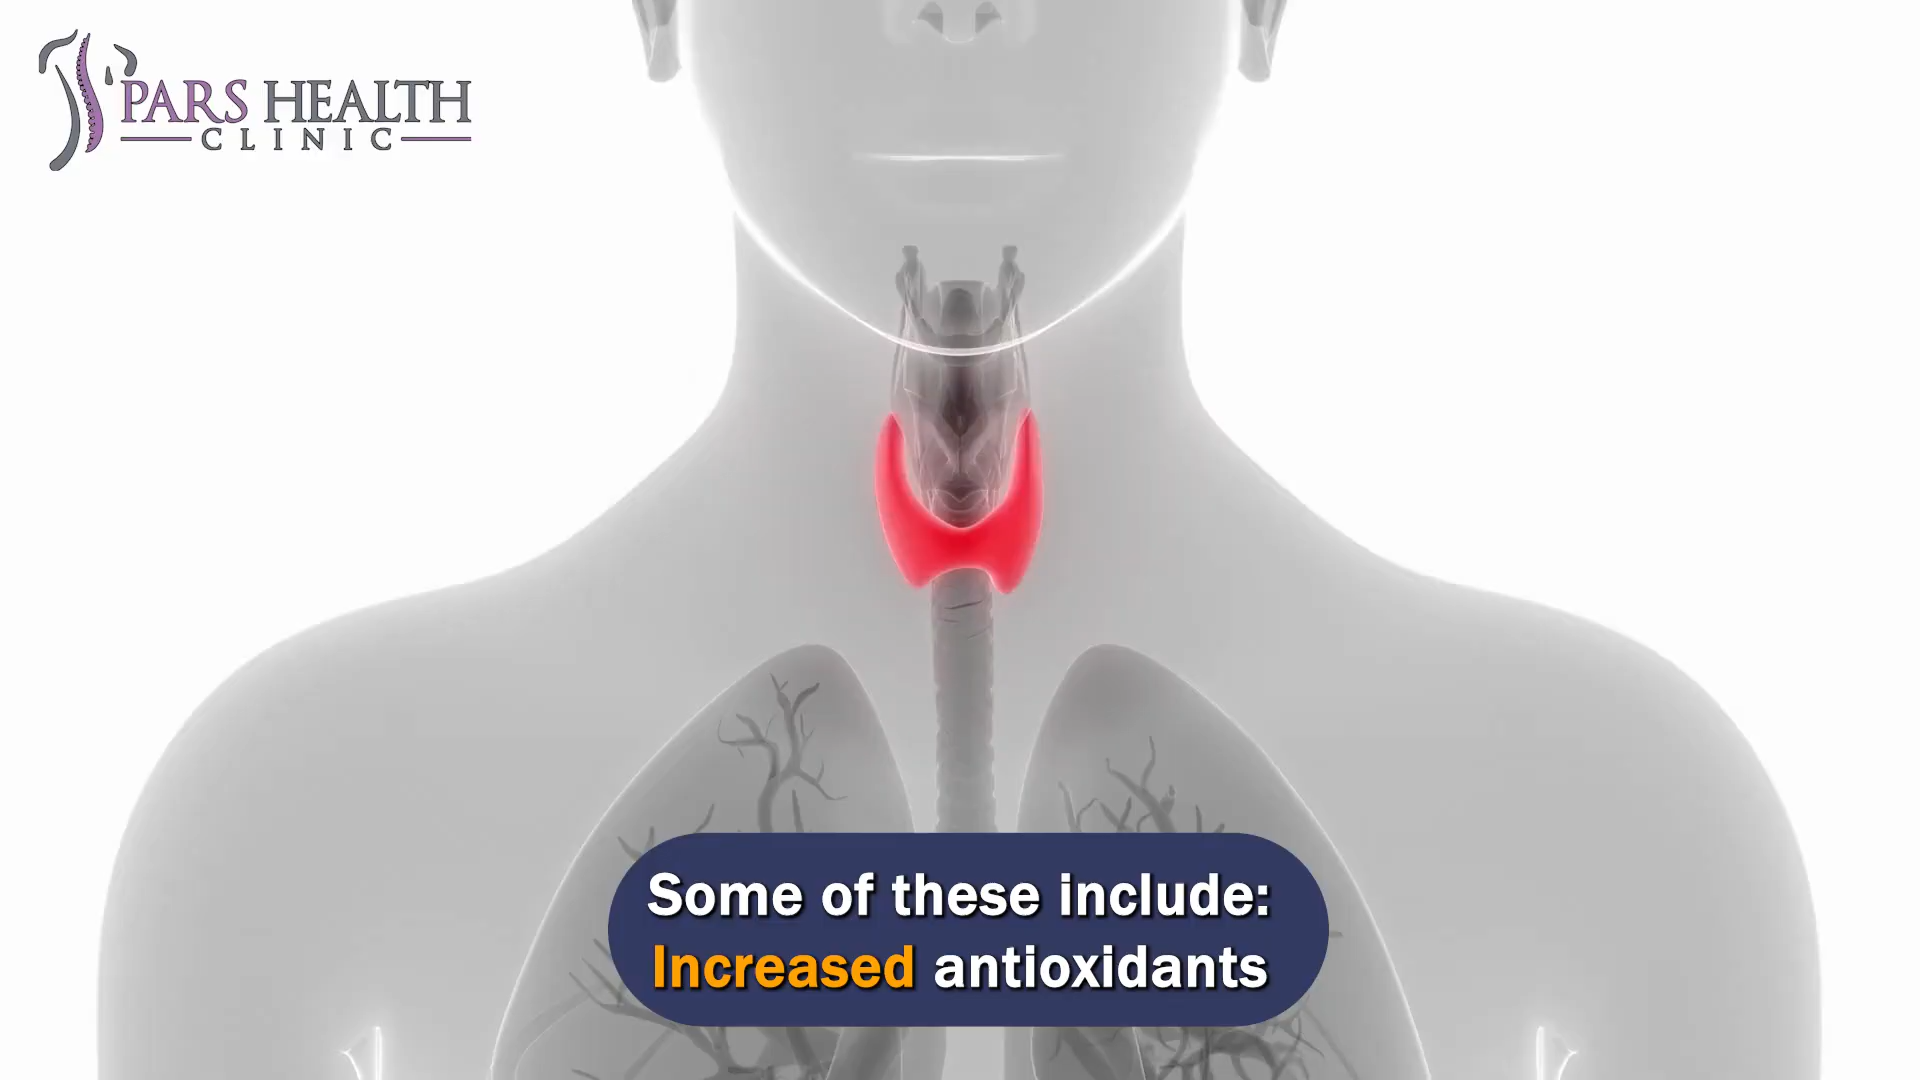 PARS HEALTH
CLINIC
Some of these include:
Increased antioxidants